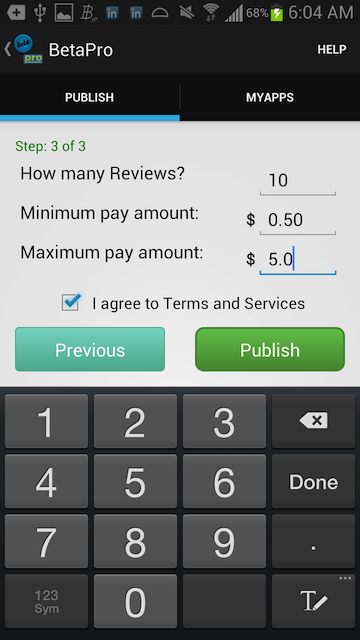 68% 6:04 AM
beta pro BetaPro HELP
PUBLISH MYAPPS
Step: 3 of 3
How many Reviews? 10
Minimum pay amount: $ 0.50
Maximum pay amount: $ 5.0
I agree to Terms and Services
Previous Publish
1 2 3
4 5 6 Done
7 8 9 .
123 Sym 0 T